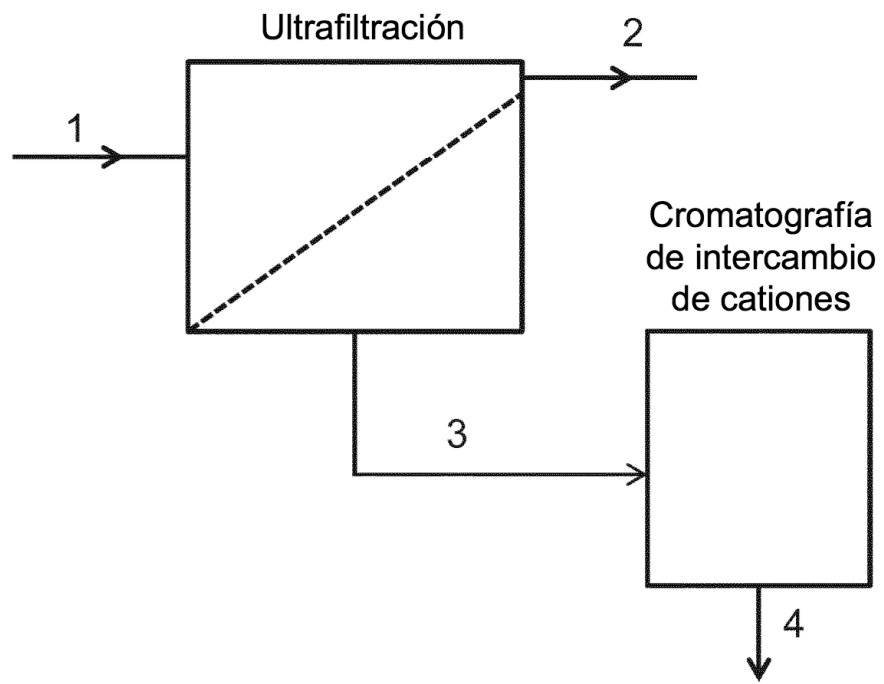 Ultrafiltración
2
1
Cromatografía
de intercambio
de cationes
3
4